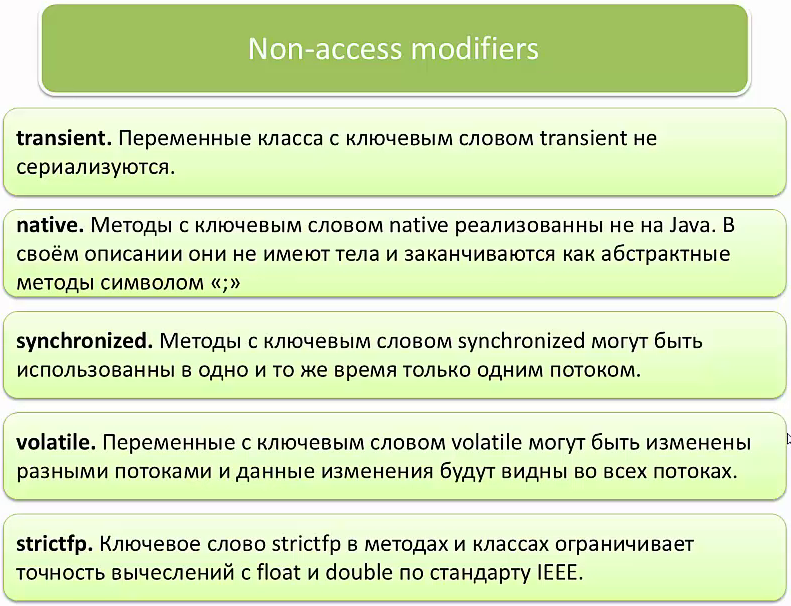 Non-access modifiers
transient. Переменные класса с ключевым словом transient не
сериализуются.
native. Методы с ключевым словом native реализованны не на Java. В
своём описании они не имеют тела и заканчиваются как абстрактные
методы символом «;»
synchronized. Методы с ключевым словом synchronized могут быть
использованны в одно и то же время только одним потоком.
volatile. Переменные с ключевым словом volatile могут быть изменены
разными потоками и данные изменения будут видны во всех потоках.
strictfp. Ключевое слово strictfp в методах и классах ограничивает
точность вычеслений с float и double по стандарту IEEE.